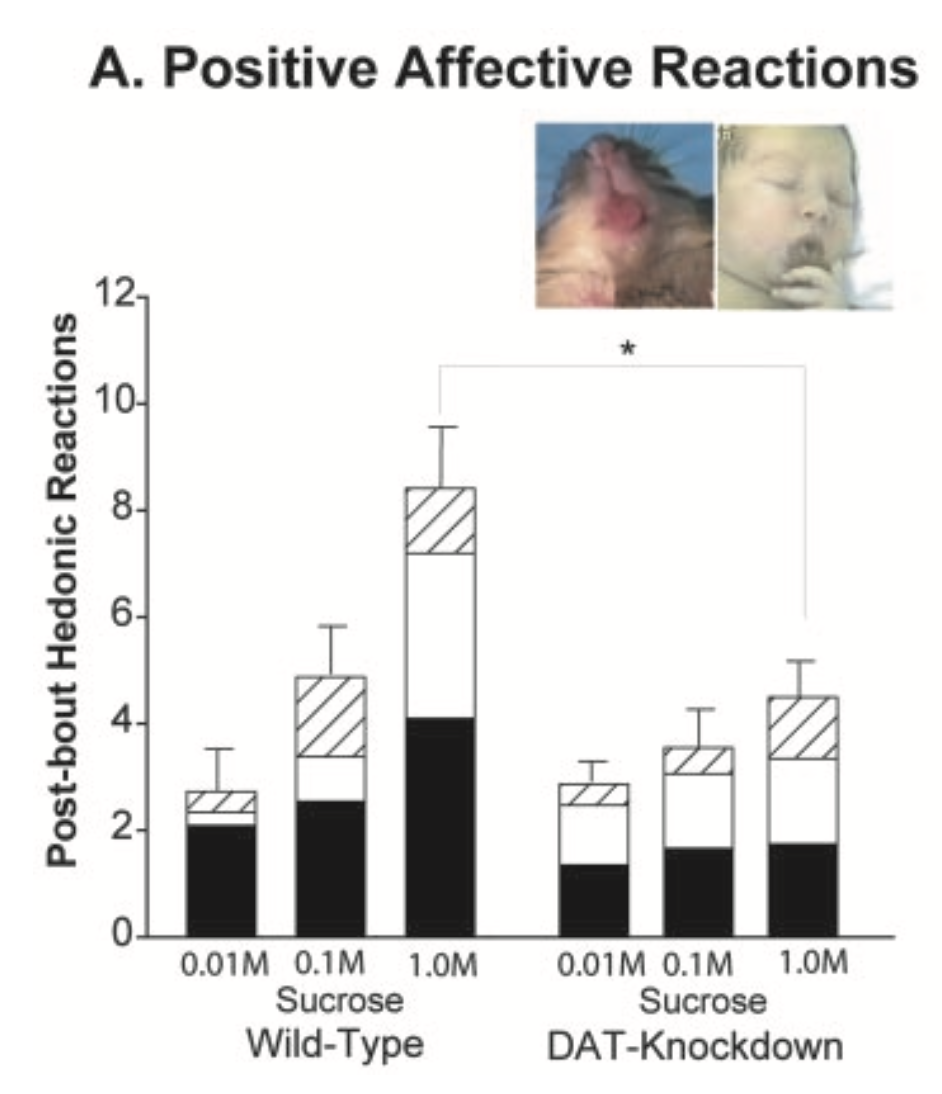 A. Positive Affective Reactions
*
Post-bout Hedonic Reactions
12
10
8
6
4
2
0
0.01M 0.1M 1.0M 0.01M 0.1M 1.0M
Sucrose Sucrose
Wild-Type DAT-Knockdown